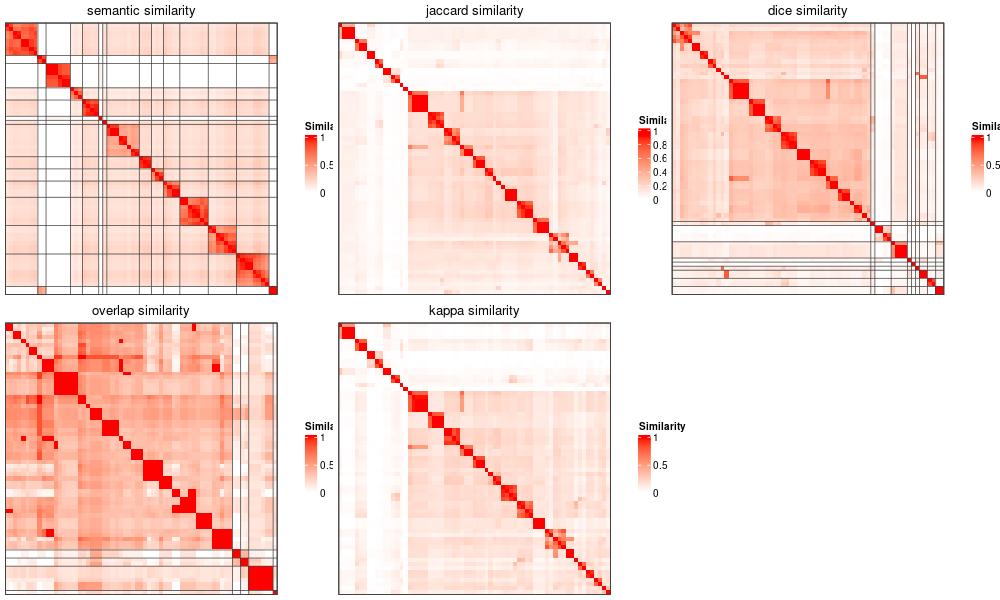 semantic similarity
jaccard similarity
dice similarity
Simila
1
0.5
0
Simila
1
0.8
0.6
0.4
0.2
0
Simila
1
0.5
0
overlap similarity
kappa similarity
Simila
1
0.5
0
Similarity
1
0.5
0